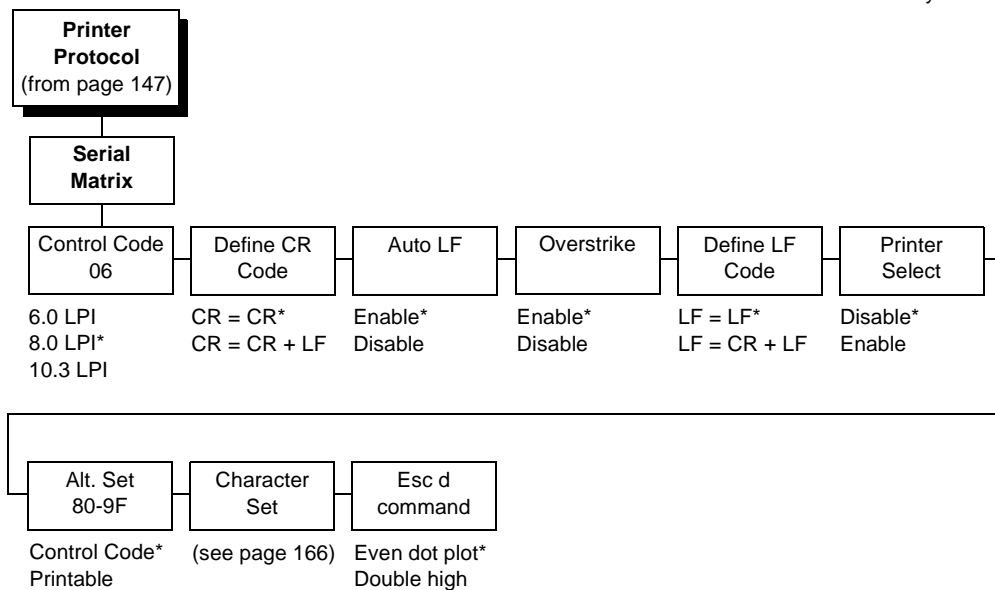 Printer
Protocol
(from page 147)
Serial
Matrix
Control Code
06
6.0 LPI
8.0 LPI*
10.3 LPI
Define CR
Code
CR = CR*
CR = CR + LF
Auto LF
Enable*
Disable
Overstrike
Enable*
Disable
Define LF
Code
LF = LF*
LF = CR + LF
Printer
Select
Disable*
Enable
Alt. Set
80-9F
Control Code*
Printable
Character
Set
(see page 166)
Esc d
command
Even dot plot*
Double high